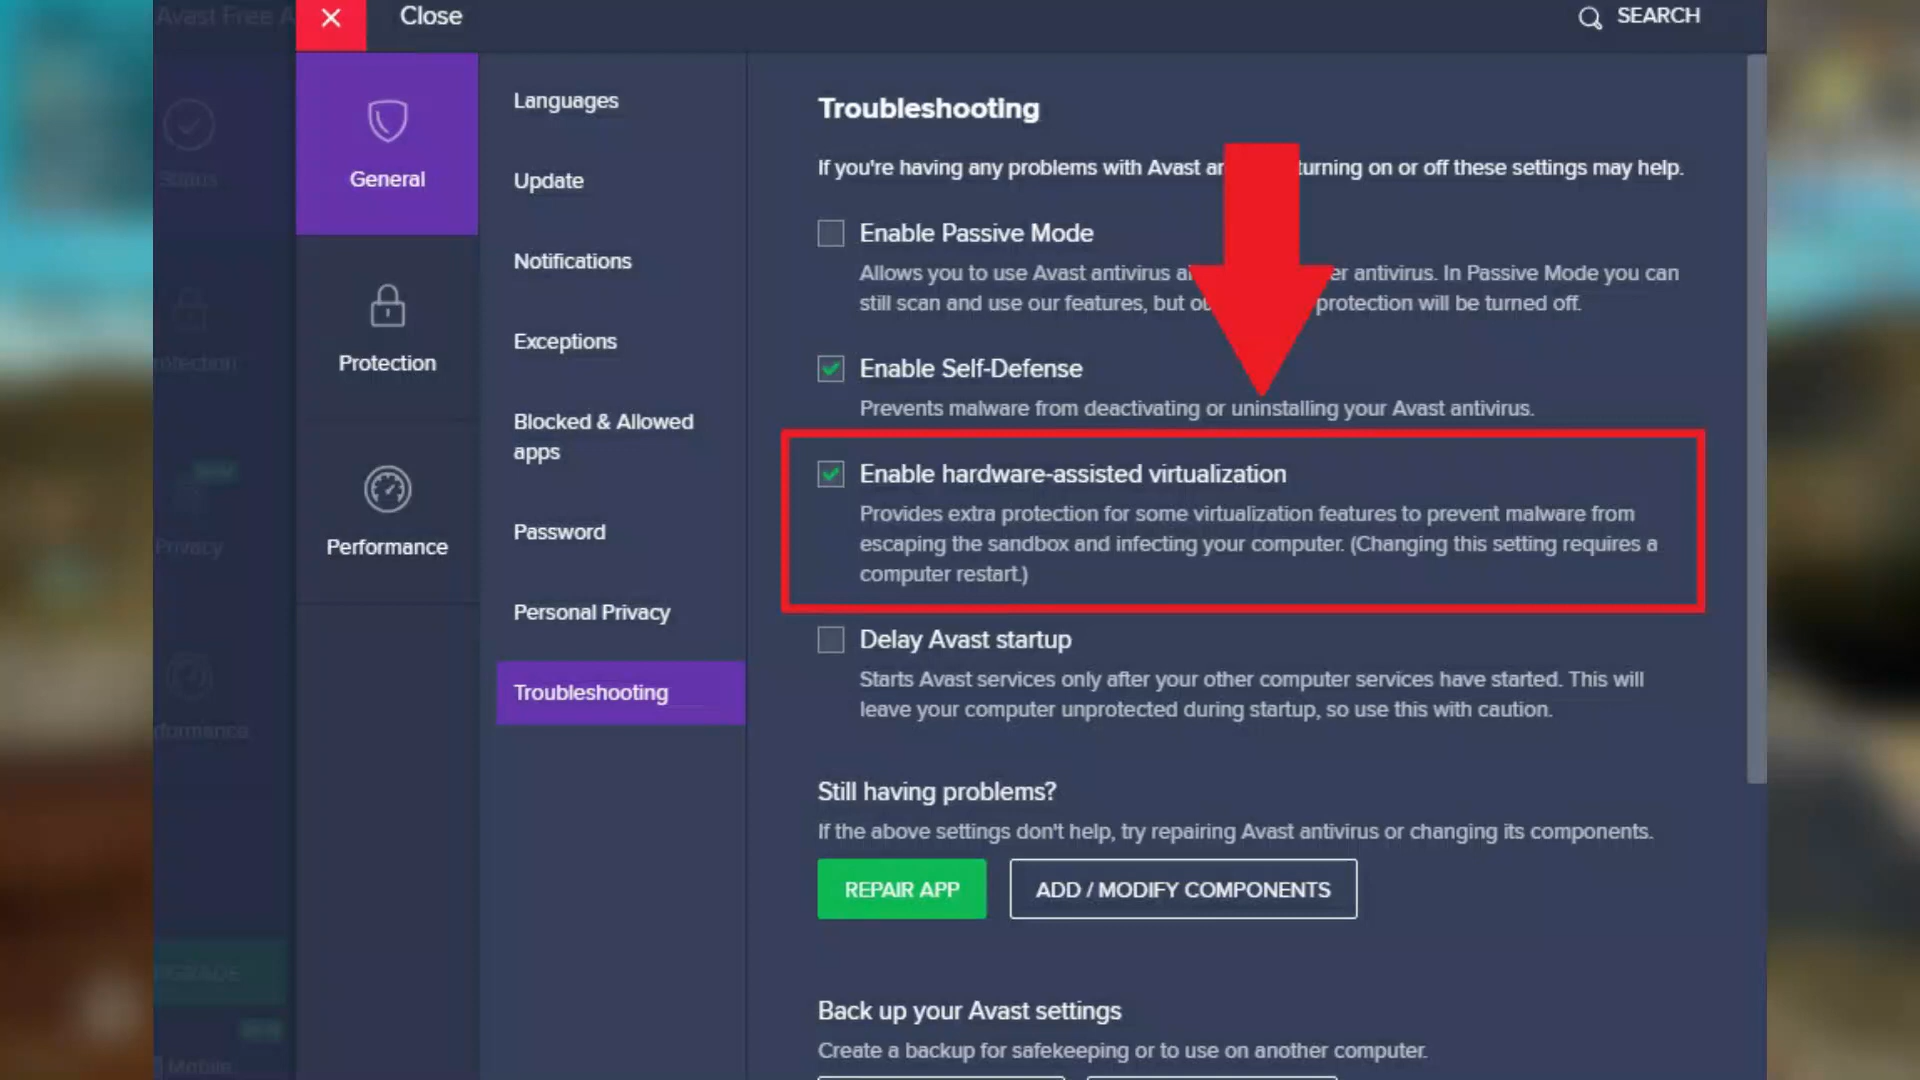 Avast Free A
Close
SEARCH
Status
General
Protection
Performance
Privacy
Mobile
Languages
Update
Notifications
Exceptions
Blocked & Allowed
apps
Password
Personal Privacy
Troubleshooting
Troubleshooting
If you're having any problems with Avast an turning on or off these settings may help.
Enable Passive Mode
Allows you to use Avast antivirus a er antivirus. In Passive Mode you can
still scan and use our features, but ou protection will be turned off.
Enable Self-Defense
Prevents malware from deactivating or uninstalling your Avast antivirus.
Enable hardware-assisted virtualization
Provides extra protection for some virtualization features to prevent malware from
escaping the sandbox and infecting your computer. (Changing this setting requires a
computer restart.)
Delay Avast startup
Starts Avast services only after your other computer services have started. This will
leave your computer unprotected during startup, so use this with caution.
Still having problems?
If the above settings don't help, try repairing Avast antivirus or changing its components.
REPAIR APP
ADD / MODIFY COMPONENTS
Back up your Avast settings
Create a backup for safekeeping or to use on another computer.